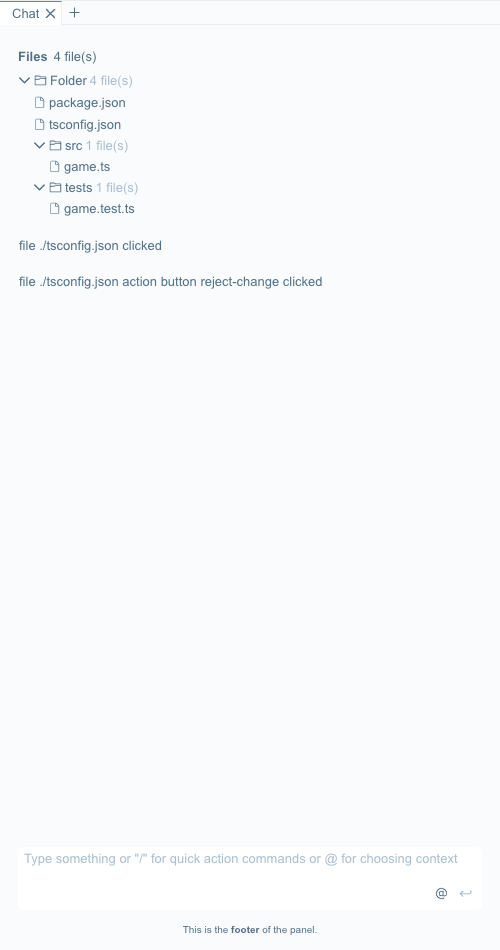 Chat
Files 4 file(s)
Folder 4 file(s)
package.json
tsconfig.json
src 1 file(s)
game.ts
tests 1 file(s)
game.test.ts
file ./tsconfig.json clicked
file ./tsconfig.json action button reject-change clicked
Type something or "/" for quick action commands or @ for choosing context
@
This is the footer of the panel.